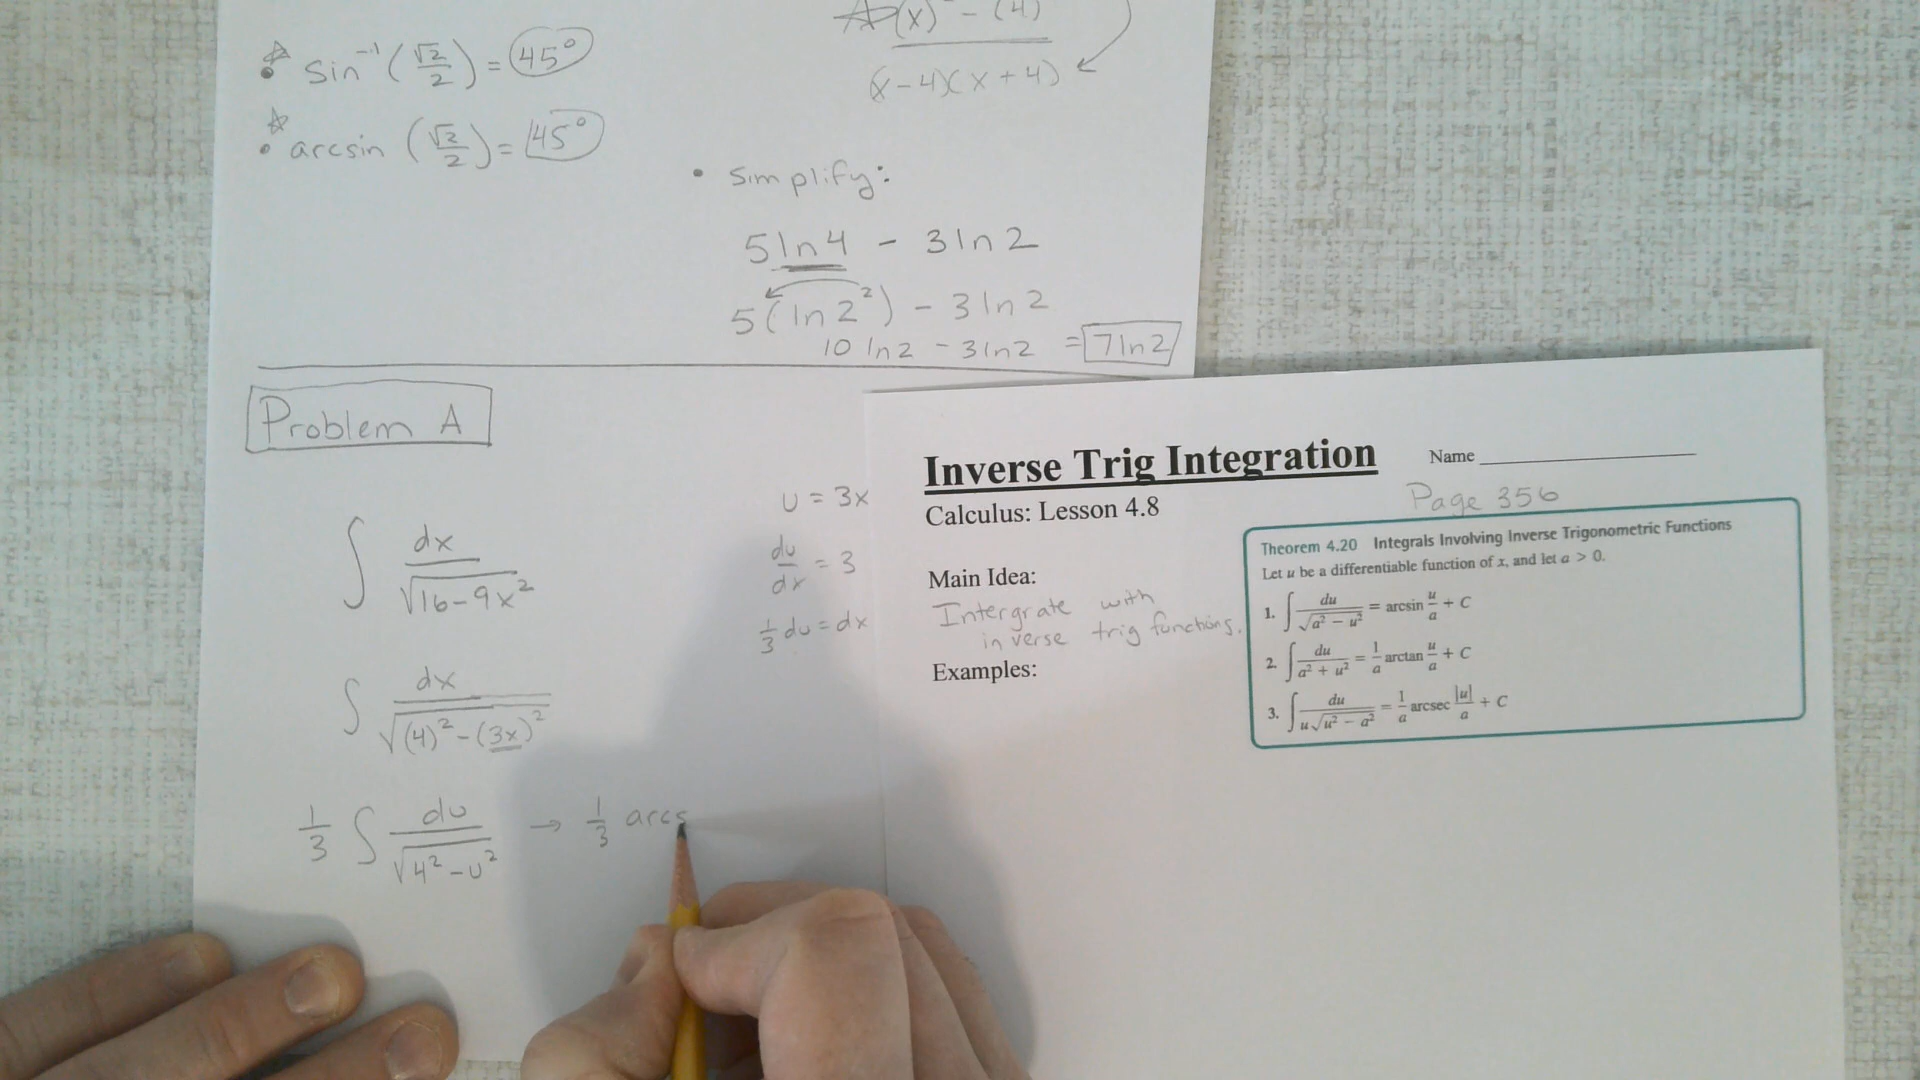 (x) - (4)
(x-4)(x+4)
• sin⁻¹(√2/2) = 45°
• arcsin (√2/2) = 45°
• Simplify:
5ln4 - 3ln2
5(ln2²) - 3ln2
10 ln2 - 3ln2 = 7ln2
Problem A
∫ dx/√16-9x²
∫ dx/√(4)²-(3x)²
1/3 ∫ du/√4²-u² → 1/3 arcs
u = 3x
du/dx = 3
1/3 du = dx
Inverse Trig Integration
Name
Calculus: Lesson 4.8
Page 356
Main Idea:
Intergrate with
inverse trig functions.
Examples:
Theorem 4.20 Integrals Involving Inverse Trigonometric Functions
Let u be a differentiable function of x, and let a > 0.
1. ∫ du/√a² - u² = arcsin u/a + C
2. ∫ du/a² + u² = 1/a arctan u/a + C
3. ∫ du/u√u² - a² = 1/a arcsec |u|/a + C